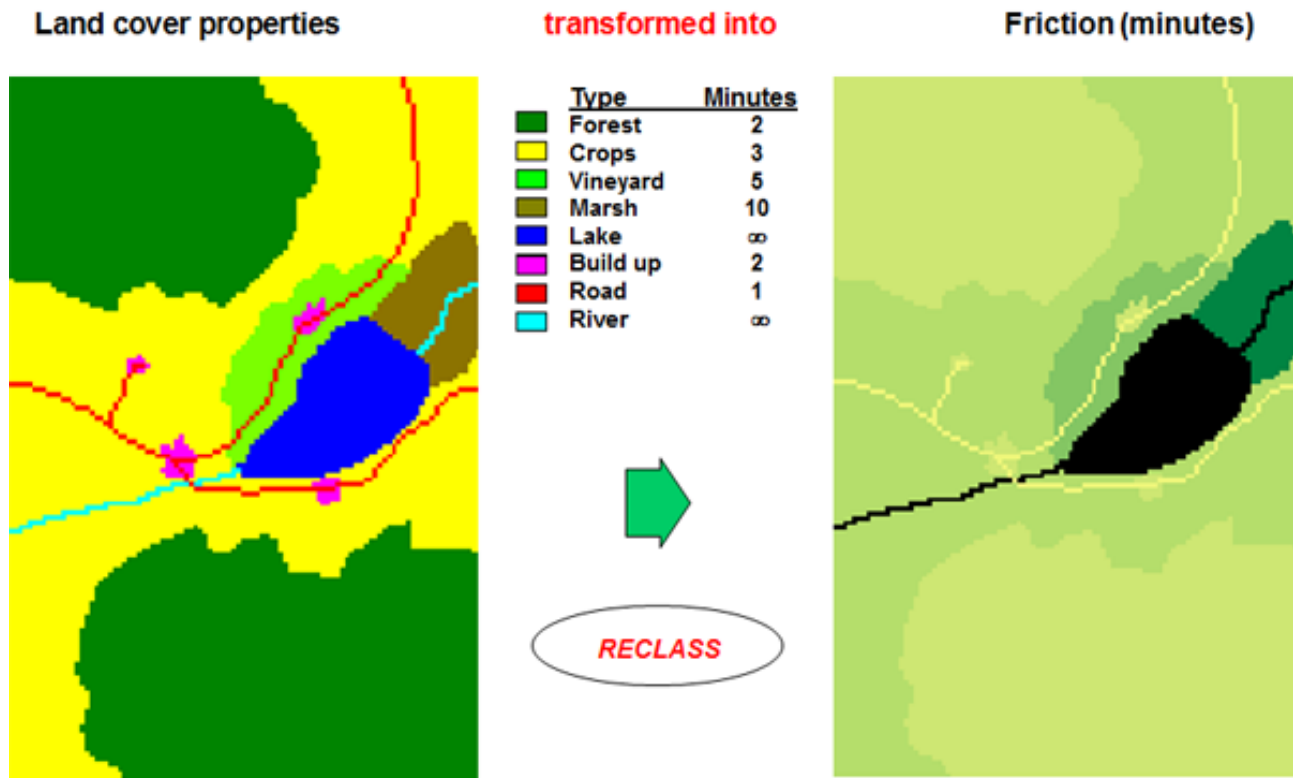 Land cover properties
transformed into
Friction (minutes)
Type Minutes
Forest 2
Crops 3
Vineyard 5
Marsh 10
Lake ∞
Build up 2
Road 1
River ∞
RECLASS